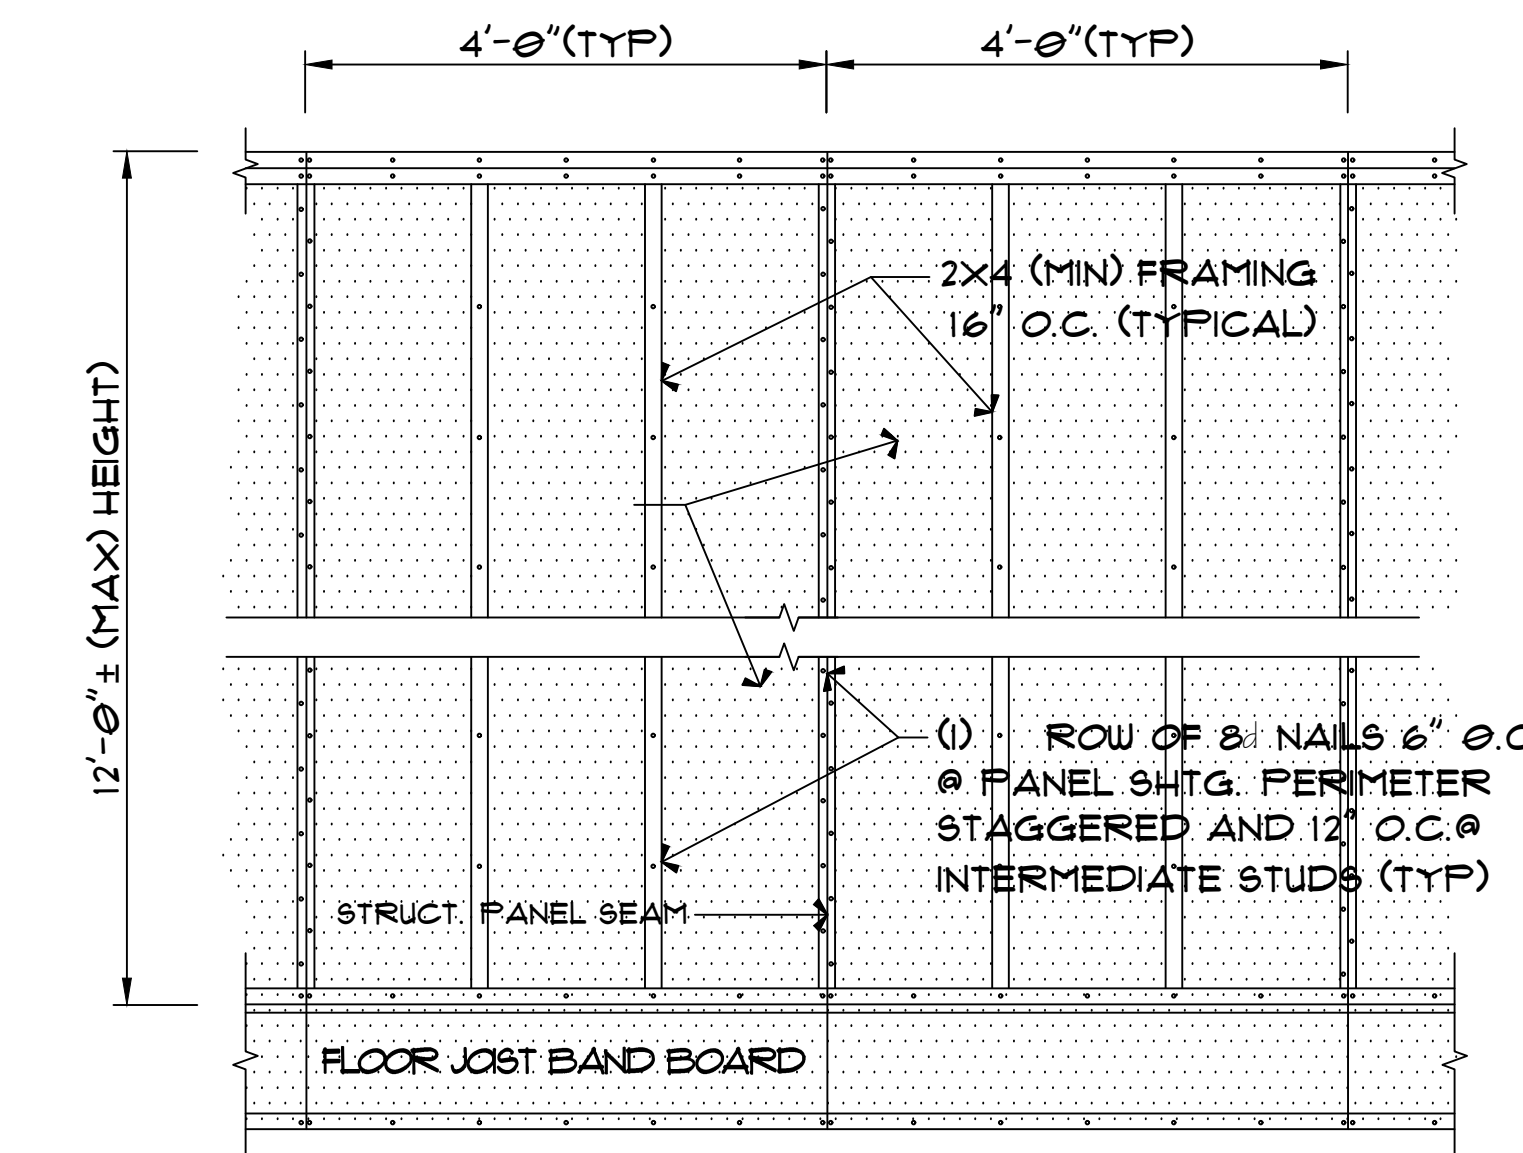 4'-0"(TYP)
4'-0"(TYP)
12'-0"± (MAX) HEIGHT)
2X4 (MIN) FRAMING
16" O.C. (TYPICAL)
(1) ROW OF 8d NAILS 6" O.C
@ PANEL SHTG. PERIMETER
STAGGERED AND 12" O.C.@
INTERMEDIATE STUDS (TYP)
STRUCT. PANEL SEAM
FLOOR JOIST BAND BOARD